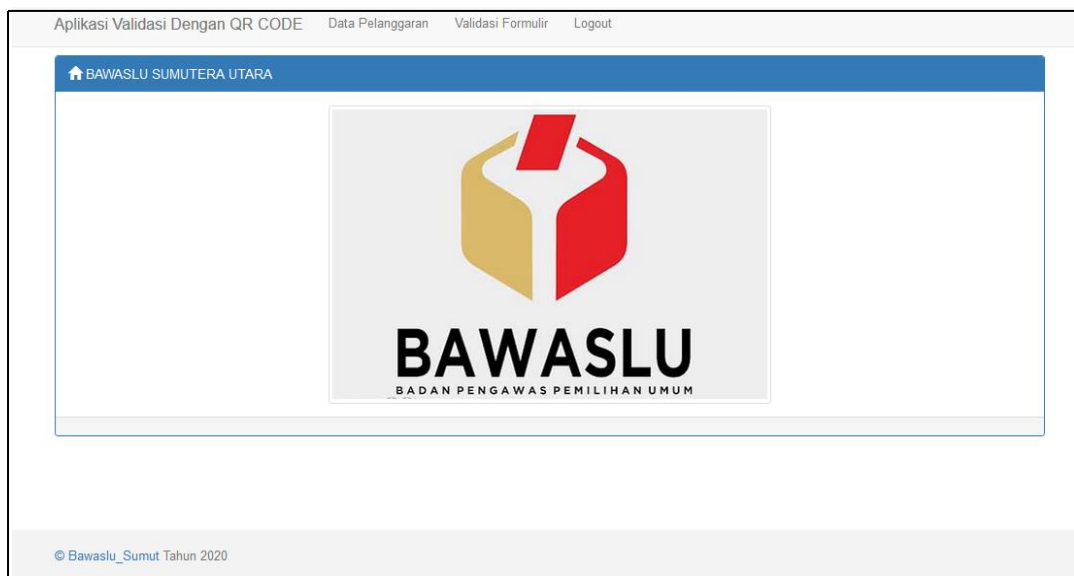 Aplikasi Validasi Dengan QR CODE Data Pelanggaran Validasi Formulir Logout
BAWASLU SUMUTERA UTARA
BAWASLU
BADAN PENGAWAS PEMILIHAN UMUM
© Bawaslu_Sumut Tahun 2020